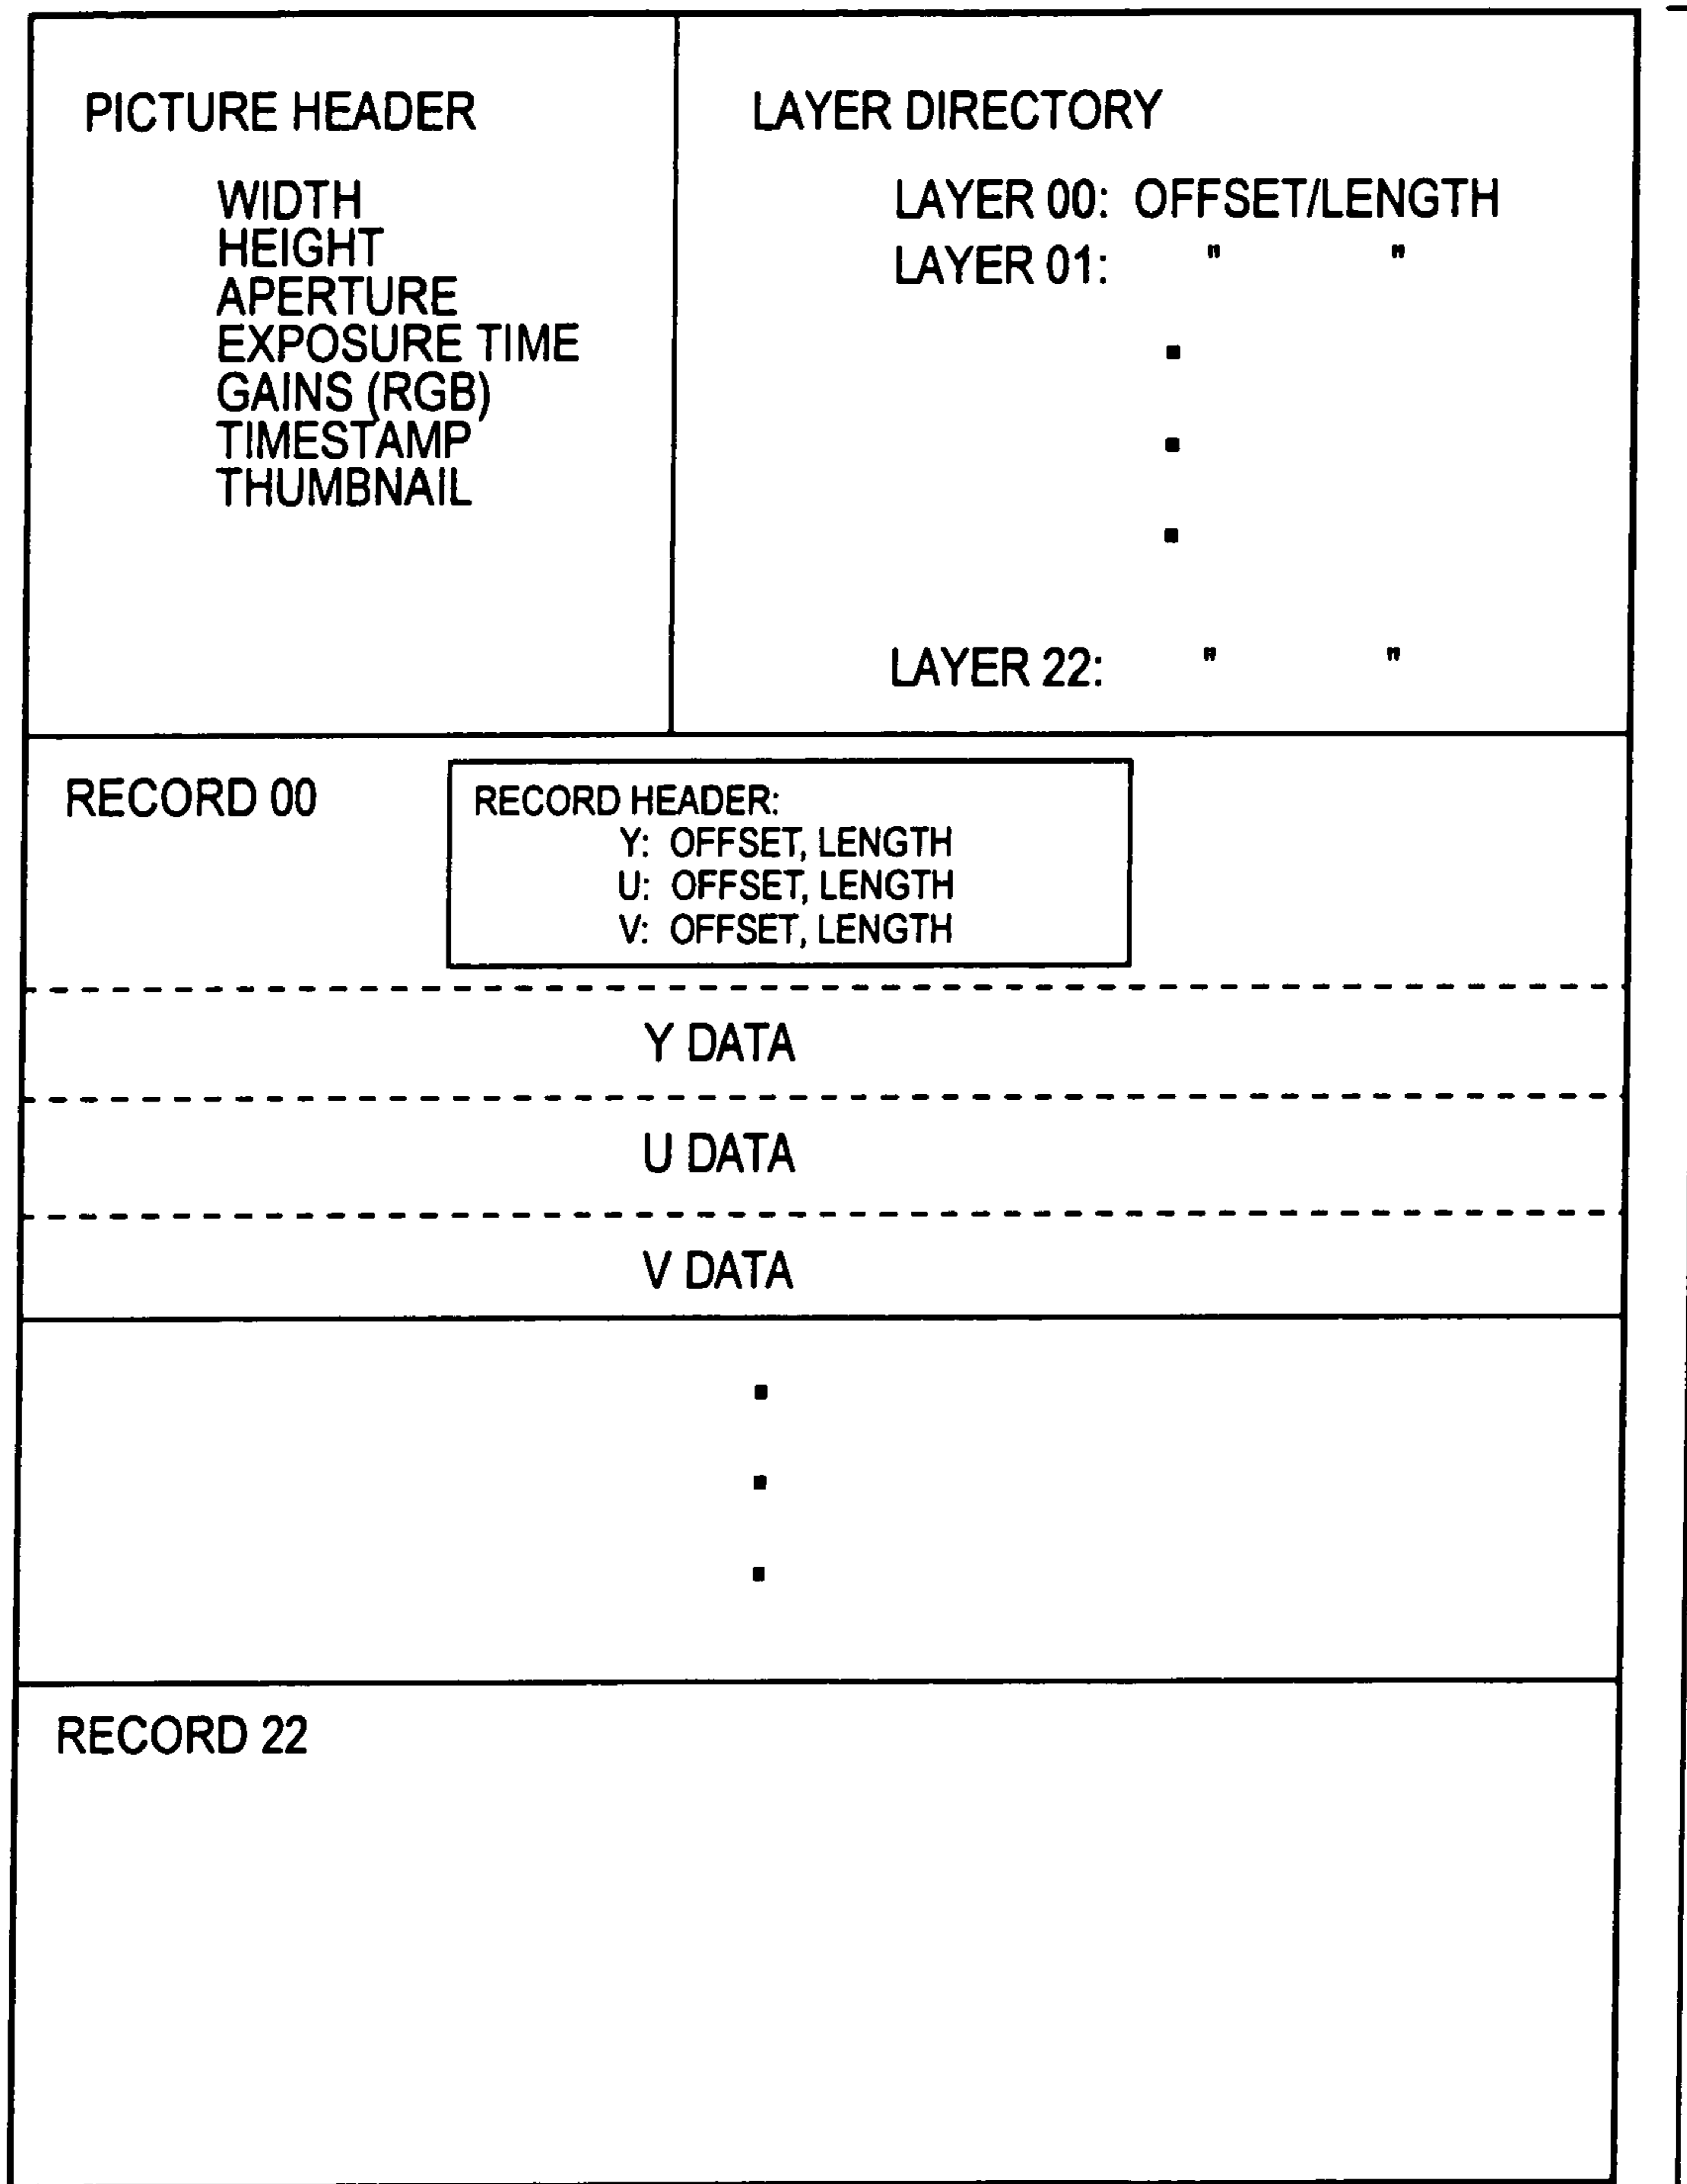 PICTURE HEADER
WIDTH
HEIGHT
APERTURE
EXPOSURE TIME
GAINS (RGB)
TIMESTAMP
THUMBNAIL
LAYER DIRECTORY
LAYER 00: OFFSET/LENGTH
LAYER 01: " "
LAYER 22: " "
RECORD 00
RECORD HEADER:
Y: OFFSET, LENGTH
U: OFFSET, LENGTH
V: OFFSET, LENGTH
Y DATA
U DATA
V DATA
RECORD 22